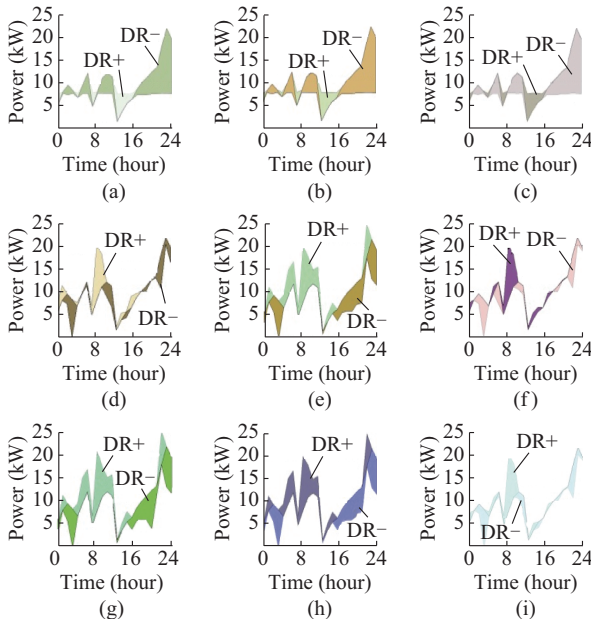 25
20
15
10
5
Power (kW)
DR+
DR−
0 8 16 24
Time (hour)
(a)
25
20
15
10
5
Power (kW)
DR+
DR−
0 8 16 24
Time (hour)
(b)
25
20
15
10
5
Power (kW)
DR+
DR−
0 8 16 24
Time (hour)
(c)
25
20
15
10
5
Power (kW)
DR+
DR−
0 8 16 24
Time (hour)
(d)
25
20
15
10
5
Power (kW)
DR+
DR−
0 8 16 24
Time (hour)
(e)
25
20
15
10
5
Power (kW)
DR+
DR−
0 8 16 24
Time (hour)
(f)
25
20
15
10
5
Power (kW)
DR+
DR−
0 8 16 24
Time (hour)
(g)
25
20
15
10
5
Power (kW)
DR+
DR−
0 8 16 24
Time (hour)
(h)
25
20
15
10
5
Power (kW)
DR+
DR−
0 8 16 24
Time (hour)
(i)